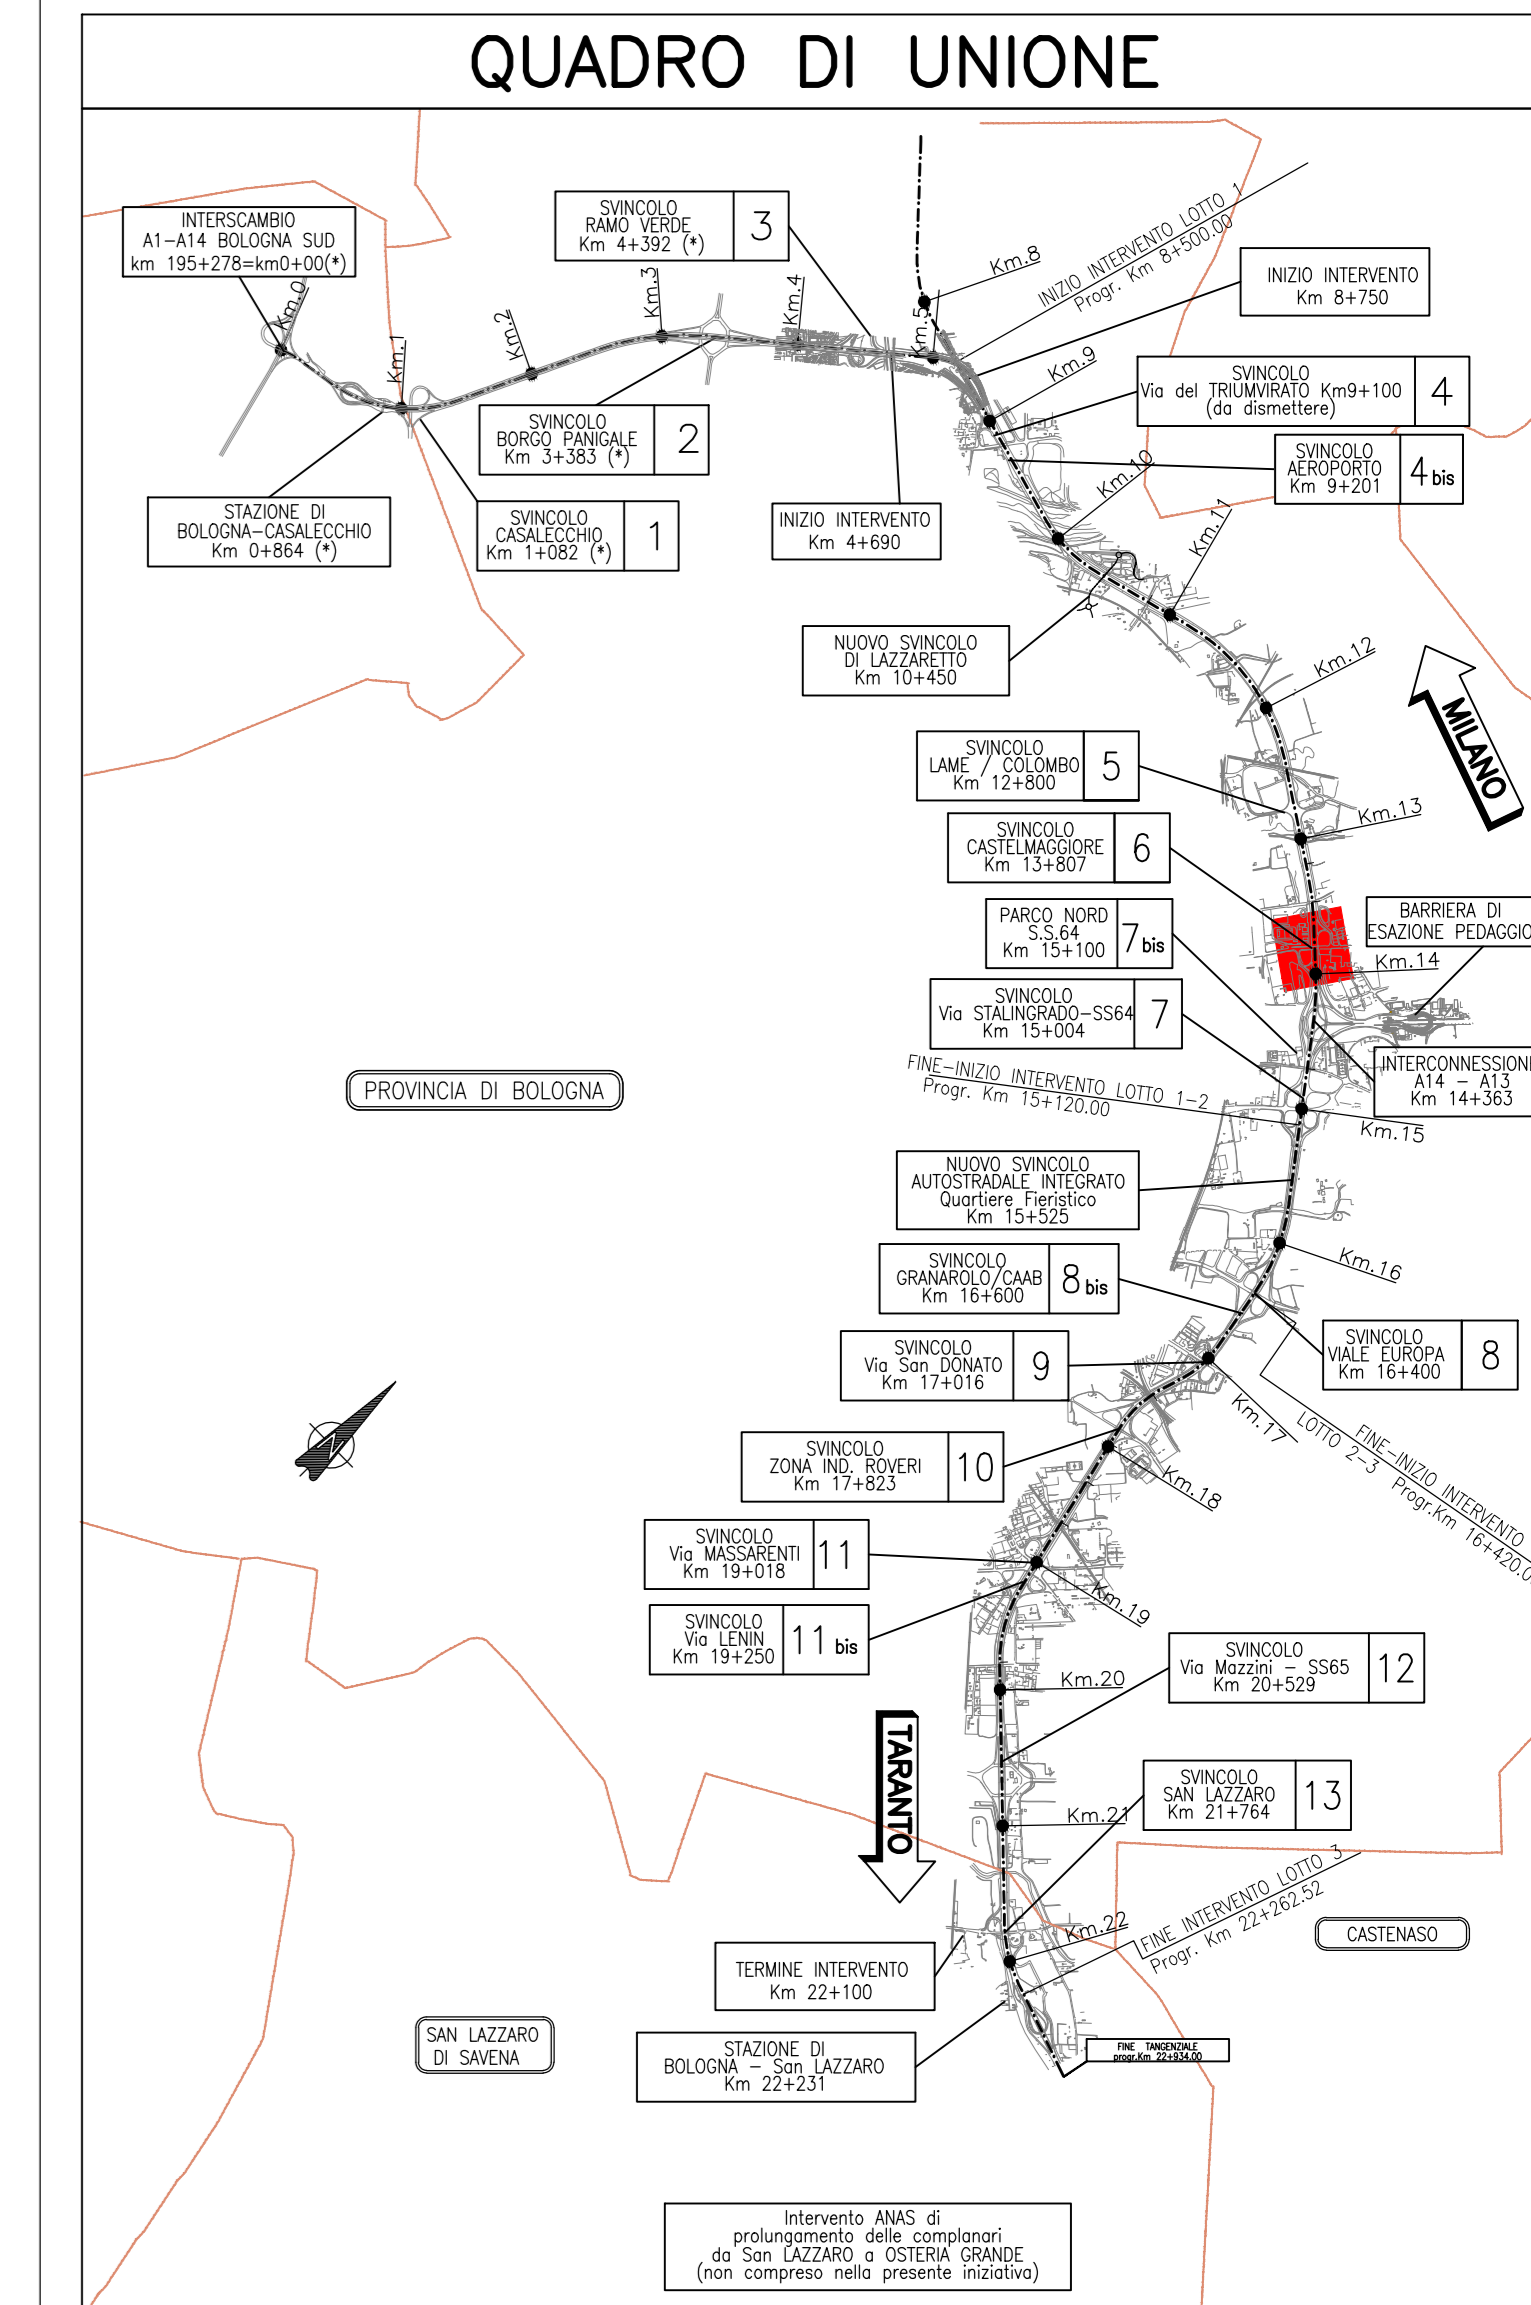 QUADRO DI UNIONE
INTERSCAMBIO
A1-A14 BOLOGNA SUD
km 195+278=km0+00(*)
SVINCOLO
RAMO VERDE
Km 4+392 (*)
3
Km.0
Km.1
Km.2
Km.3
Km.4
Km.5
Km.8
INIZIO INTERVENTO LOTTO 1
Progr. Km 8+500.00
INIZIO INTERVENTO
Km 8+750
Km.9
SVINCOLO
Via del TRIUMVIRATO Km9+100
(da dismettere)
4
SVINCOLO
BORGO PANIGALE
Km 3+383 (*)
2
SVINCOLO
AEROPORTO
Km 9+201
4 bis
Km.10
STAZIONE DI
BOLOGNA-CASALECCHIO
Km 0+864 (*)
SVINCOLO
CASALECCHIO
Km 1+082 (*)
1
INIZIO INTERVENTO
Km 4+690
Km.11
NUOVO SVINCOLO
DI LAZZARETTO
Km 10+450
Km.12
MILANO
SVINCOLO
LAME / COLOMBO
Km 12+800
5
Km.13
SVINCOLO
CASTELMAGGIORE
Km 13+807
6
BARRIERA DI
ESAZIONE PEDAGGIO
PARCO NORD
S.S.64
Km 15+100
7 bis
Km.14
SVINCOLO
Via STALINGRADO-SS64
Km 15+004
7
INTERCONNESSIONE
A14 - A13
Km 14+363
FINE-INIZIO INTERVENTO LOTTO 1-2
Progr. Km 15+120.00
Km.15
PROVINCIA DI BOLOGNA
NUOVO SVINCOLO
AUTOSTRADALE INTEGRATO
Quartiere Fieristico
Km 15+525
Km.16
SVINCOLO
GRANAROLO/CAAB
Km 16+600
8 bis
SVINCOLO
VIALE EUROPA
Km 16+400
8
SVINCOLO
Via San DONATO
Km 17+016
9
Km.17
FINE-INIZIO INTERVENTO
LOTTO 2-3 Progr.Km 16+420.0
SVINCOLO
ZONA IND. ROVERI
Km 17+823
10
Km.18
SVINCOLO
Via MASSARENTI
Km 19+018
11
Km.19
SVINCOLO
Via LENIN
Km 19+250
11 bis
SVINCOLO
Via Mazzini - SS65
Km 20+529
12
Km.20
TARANTO
SVINCOLO
SAN LAZZARO
Km 21+764
13
Km.21
FINE INTERVENTO LOTTO 3
Progr. Km 22+262.52
Km.22
CASTENASO
TERMINE INTERVENTO
Km 22+100
SAN LAZZARO
DI SAVENA
STAZIONE DI
BOLOGNA - San LAZZARO
Km 22+231
FINE TANGENZIALE
progr.Km 22+934.00
Intervento ANAS di
prolungamento delle complanari
da San LAZZARO a OSTERIA GRANDE
(non compreso nella presente iniziativa)